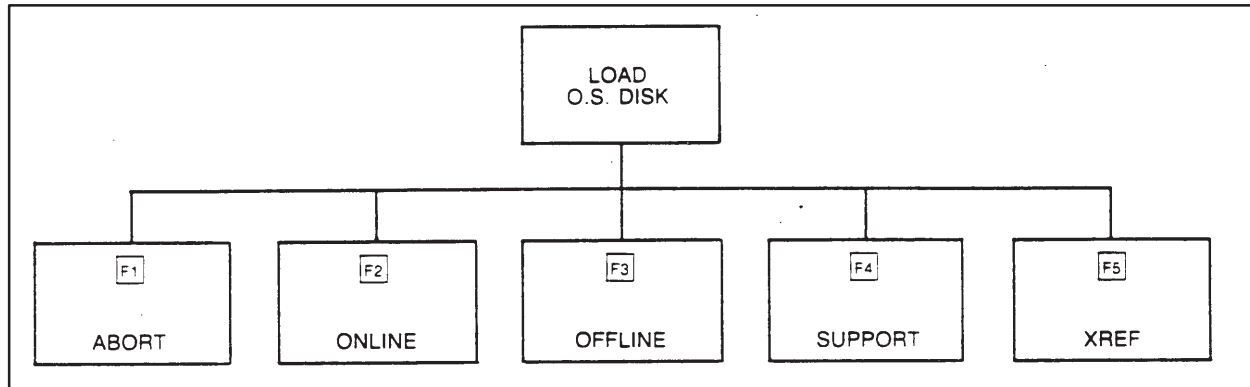 LOAD
O.S. DISK
F1
ABORT
F2
ONLINE
F3
OFFLINE
F4
SUPPORT
F5
XREF